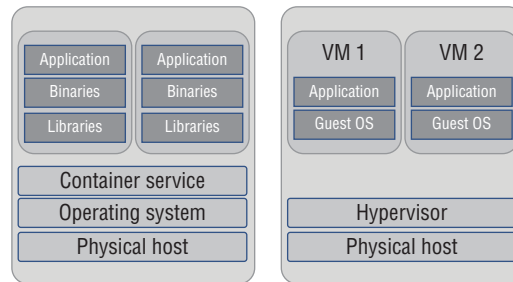 Application
Binaries
Libraries
Application
Binaries
Libraries
Container service
Operating system
Physical host
VM 1
Application
Guest OS
VM 2
Application
Guest OS
Hypervisor
Physical host